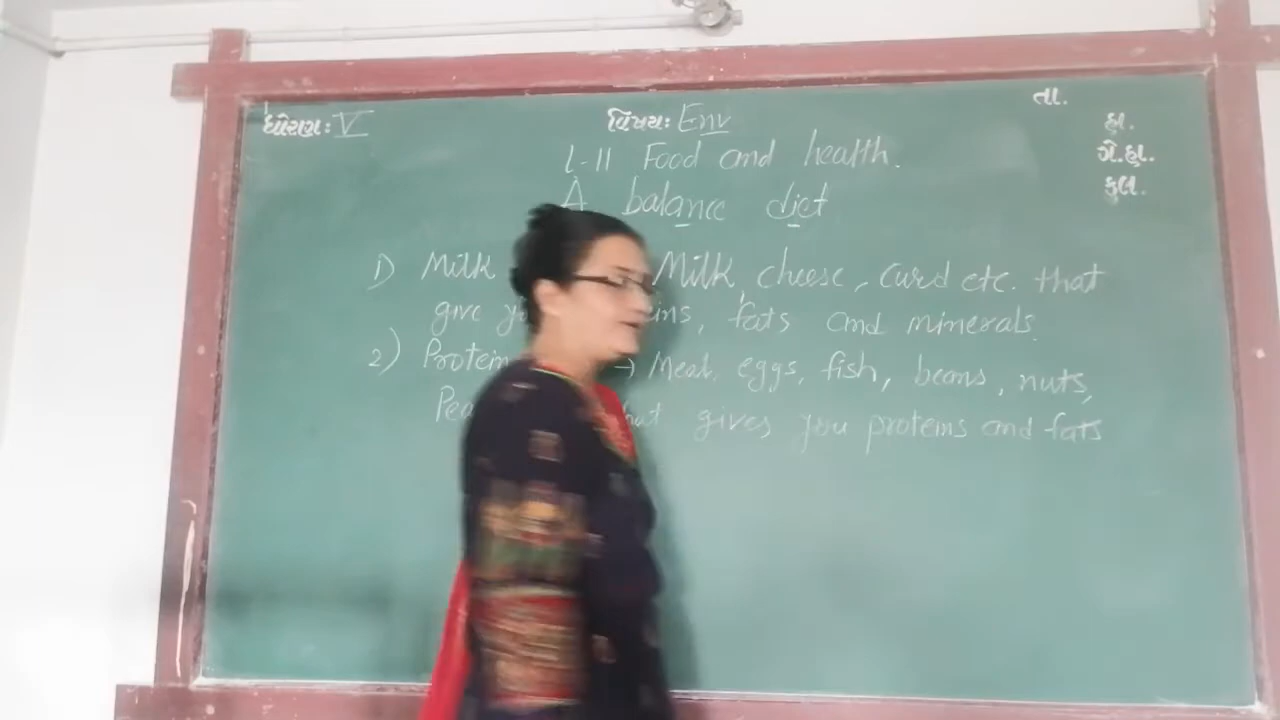 ધોરણ: V
વિષય: Env
તા.
હા.
ગે.હા.
કુલ.
L-11 Food and health.
A balance diet
1) Milk Milk, cheese, curd etc. that
give fats and minerals.
2) Protein → Meat, eggs, fish, beans, nuts,
gives you proteins and fats